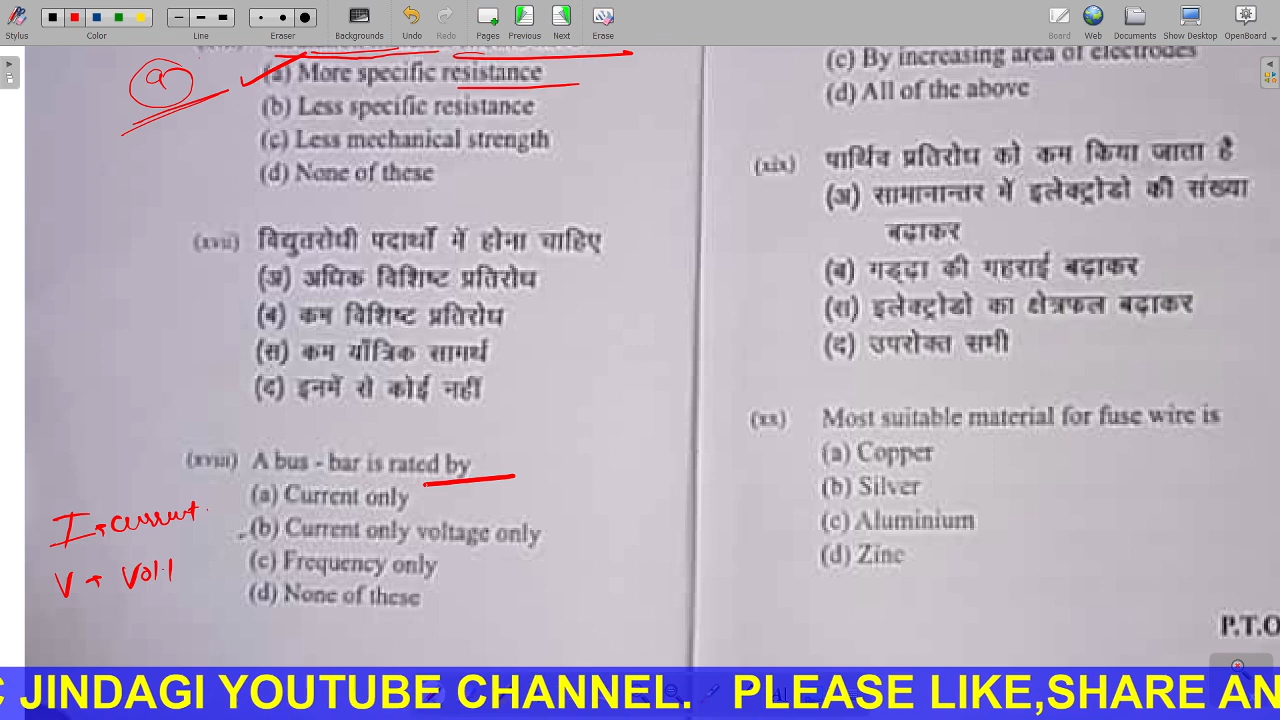 Stylus
Color
Line
Eraser
Backgrounds
Undo
Redo
Pages
Previous
Next
Erase
Board
Web
Documents
Show Desktop
OpenBoard
a
(a) More specific resistance
(b) Less specific resistance
(c) Less mechanical strength
(d) None of these
(xvii) विद्युतरोधी पदार्थों में होना चाहिए
(अ) अधिक विशिष्ट प्रतिरोध
(ब) कम विशिष्ट प्रतिरोध
(स) कम याँत्रिक सामर्थ
(द) इनमें से कोई नहीं
(xviii) A bus - bar is rated by
(a) Current only
(b) Current only voltage only
(c) Frequency only
(d) None of these
I → current
V → Vol
(c) By increasing area of electrodes
(d) All of the above
(xix) पार्थिव प्रतिरोध को कम किया जाता है
(अ) सामानान्तर में इलेक्ट्रोडो की संख्या
बढ़ाकर
(ब) गड्ढा की गहराई बढ़ाकर
(स) इलेक्ट्रोडो का क्षेत्रफल बढ़ाकर
(द) उपरोक्त सभी
(xx) Most suitable material for fuse wire is
(a) Copper
(b) Silver
(c) Aluminium
(d) Zinc
P.T.O
C JINDAGI YOUTUBE CHANNEL. PLEASE LIKE,SHARE AN